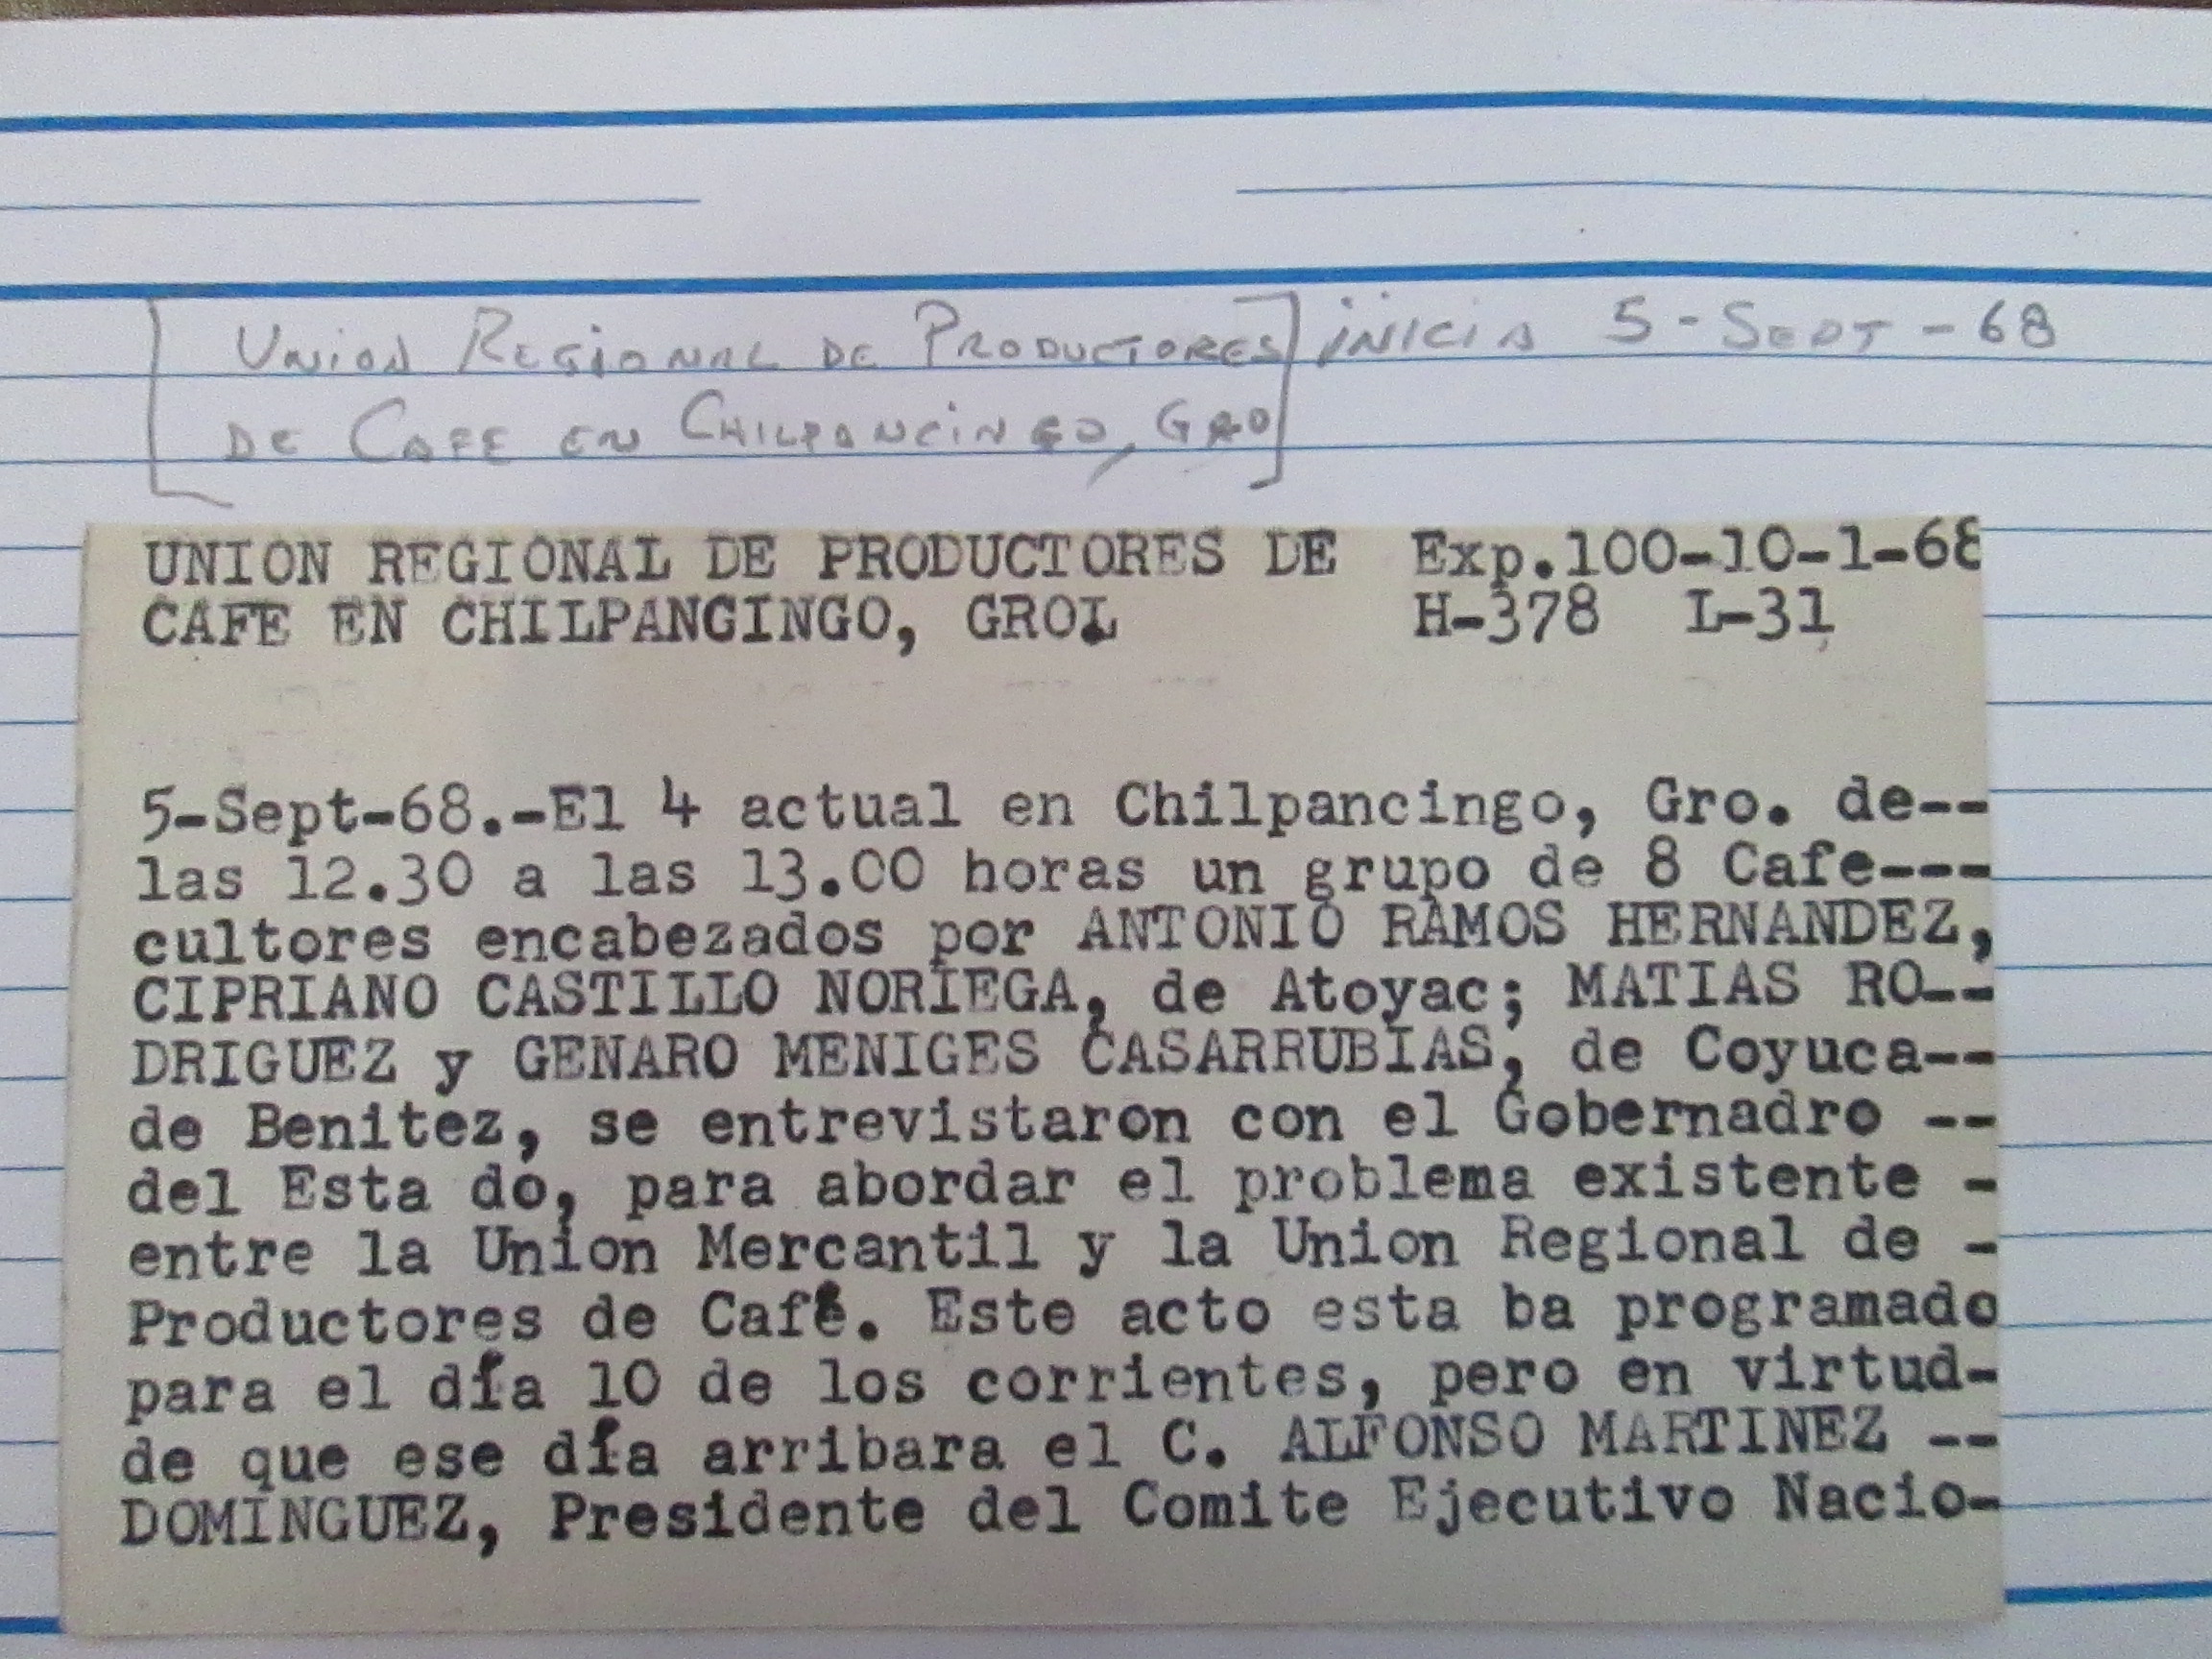 [UNION REGIONAL DE PRODUCTORES] INICIA 5-SEPT-68
DE CAFE EN CHILPANCINGO, GRO
UNION REGIONAL DE PRODUCTORES DE Exp.100-10-1-68
CAFE EN CHILPANGINGO, GRO. H-378 L-31
5-Sept-68.-El 4 actual en Chilpancingo, Gro. de--
las 12.30 a las 13.00 horas un grupo de 8 Cafe---
cultores encabezados por ANTONIO RAMOS HERNANDEZ,
CIPRIANO CASTILLO NORIEGA, de Atoyac; MATIAS RO--
DRIGUEZ y GENARO MENIGES CASARRUBIAS, de Coyuca--
de Benitez, se entrevistaron con el Gobernadro --
del Esta do, para abordar el problema existente -
entre la Union Mercantil y la Union Regional de -
Productores de Café. Este acto esta ba programado
para el día 10 de los corrientes, pero en virtud-
de que ese día arribara el C. ALFONSO MARTINEZ --
DOMINGUEZ, Presidente del Comite Ejecutivo Nacio-